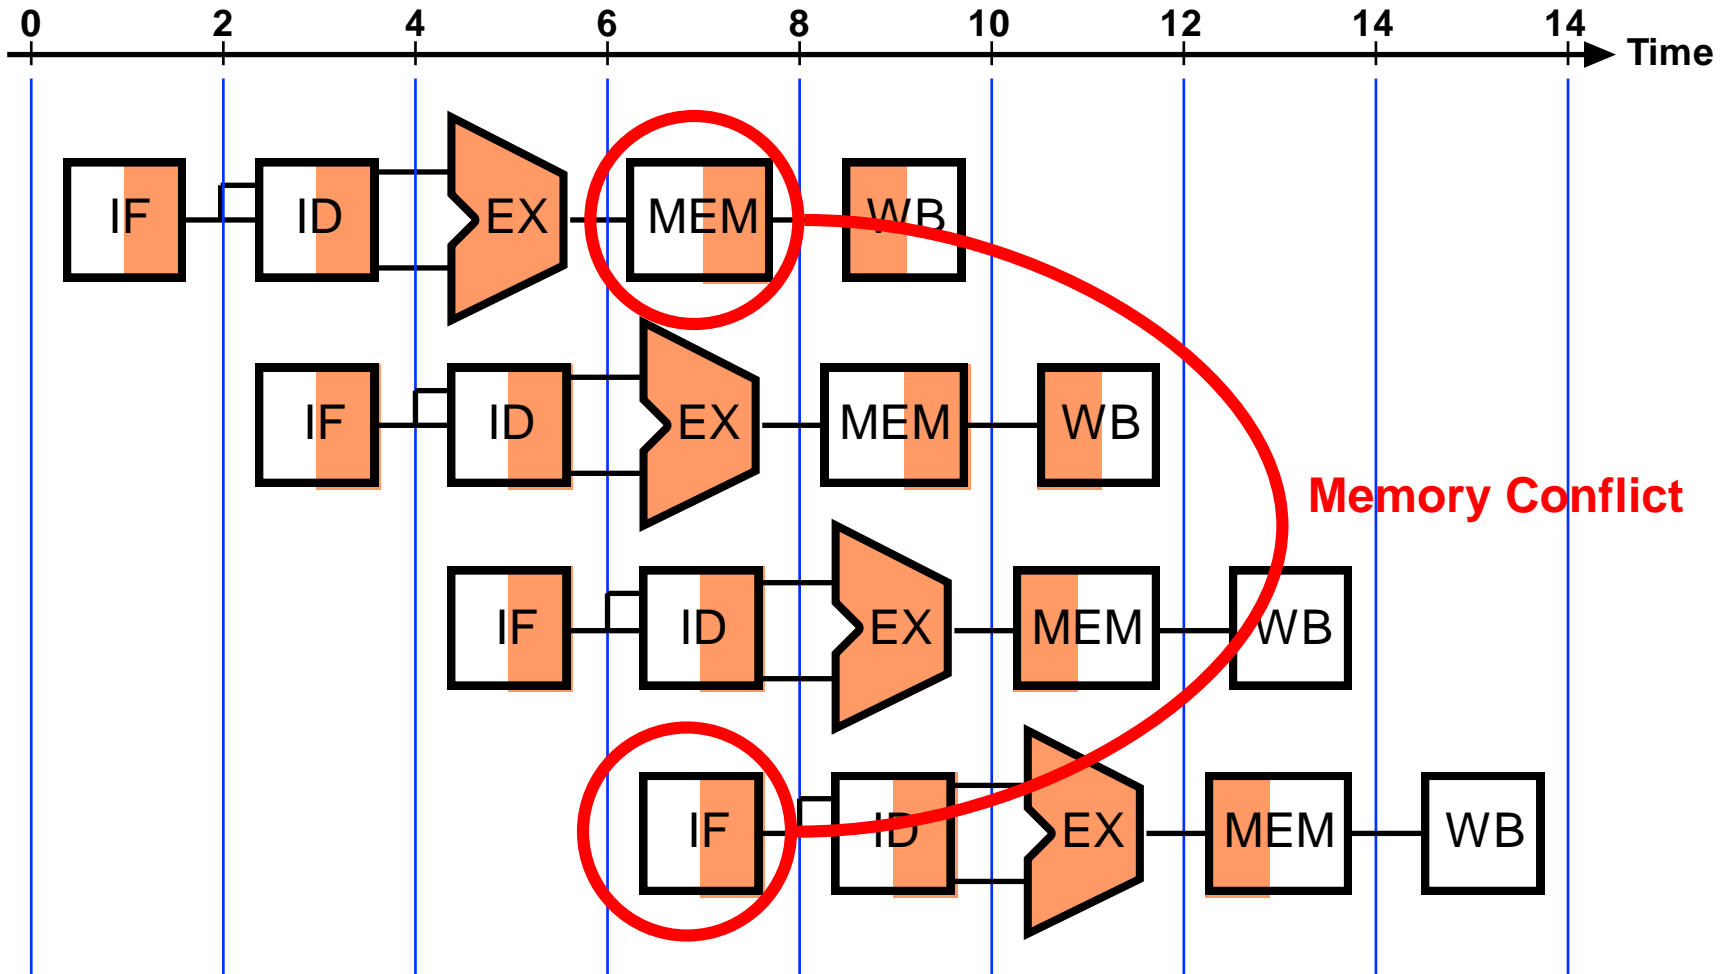 0 2 4 6 8 10 12 14 14
Time
IF ID EX MEM WB
IF ID EX MEM WB
Memory Conflict
IF ID EX MEM WB
IF ID EX MEM WB